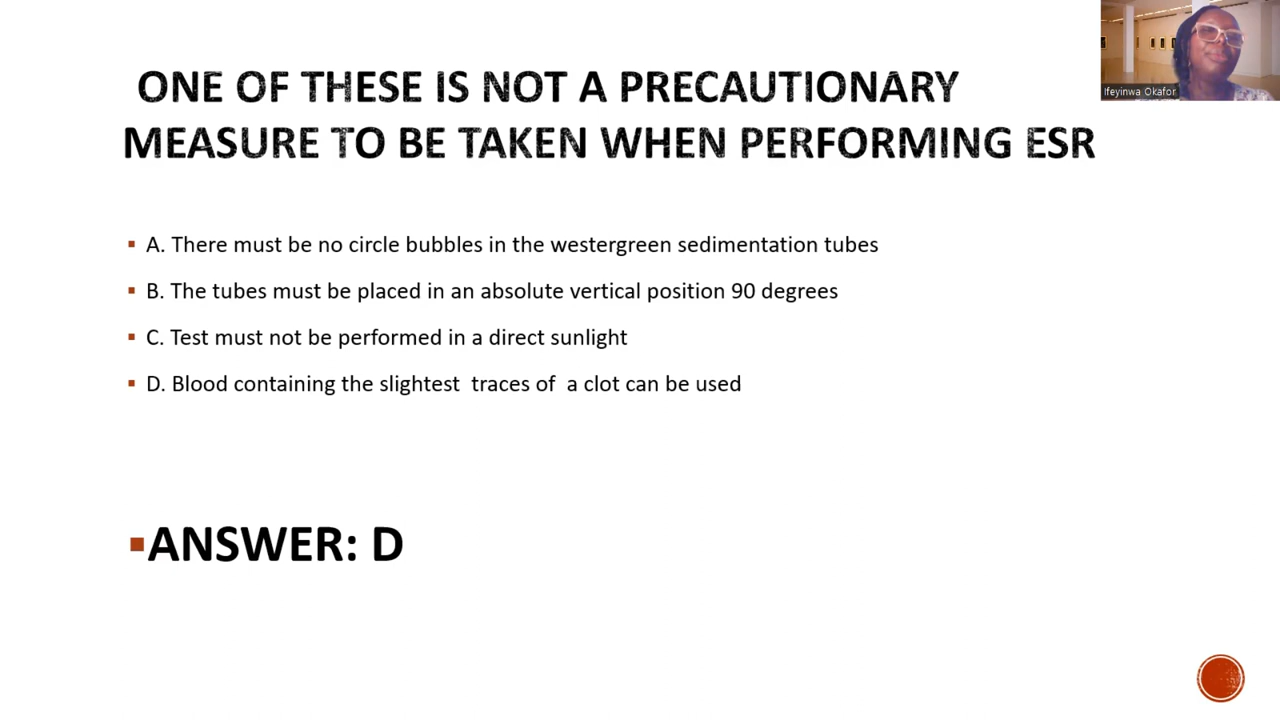 ONE OF THESE IS NOT A PRECAUTIONARY
MEASURE TO BE TAKEN WHEN PERFORMING ESR
Ifeyinwa Okafor
A. There must be no circle bubbles in the westergreen sedimentation tubes
B. The tubes must be placed in an absolute vertical position 90 degrees
C. Test must not be performed in a direct sunlight
D. Blood containing the slightest traces of a clot can be used
ANSWER: D